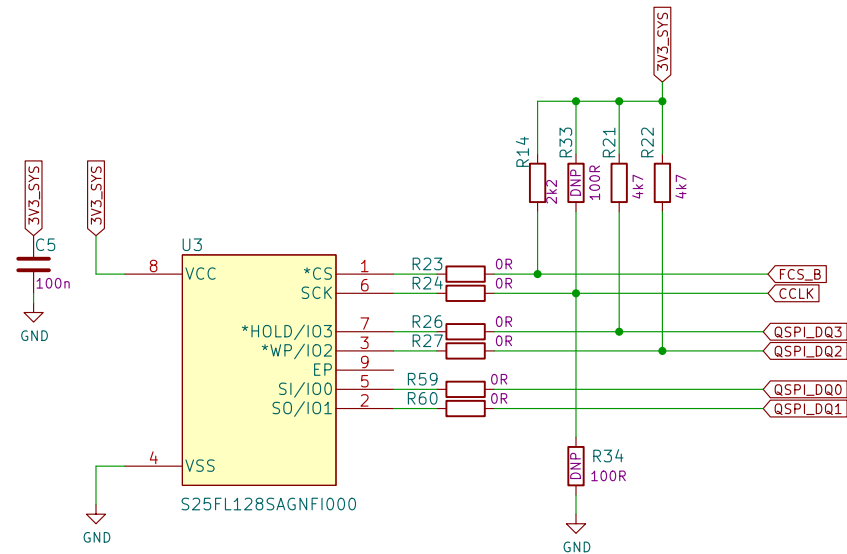 3V3_SYS
R14
2k2
R33
DNP
100R
R21
4k7
R22
4k7
3V3_SYS
3V3_SYS
C5
100n
GND
U3
8 VCC
*CS 1 R23 0R FCS_B
SCK 6 R24 0R CCLK
*HOLD/IO3 7 R26 0R QSPI_DQ3
*WP/IO2 3 R27 0R QSPI_DQ2
EP 9
SI/IO0 5 R59 0R QSPI_DQ0
SO/IO1 2 R60 0R QSPI_DQ1
4 VSS
S25FL128SAGNFI000
GND
DNP
R34
100R
GND